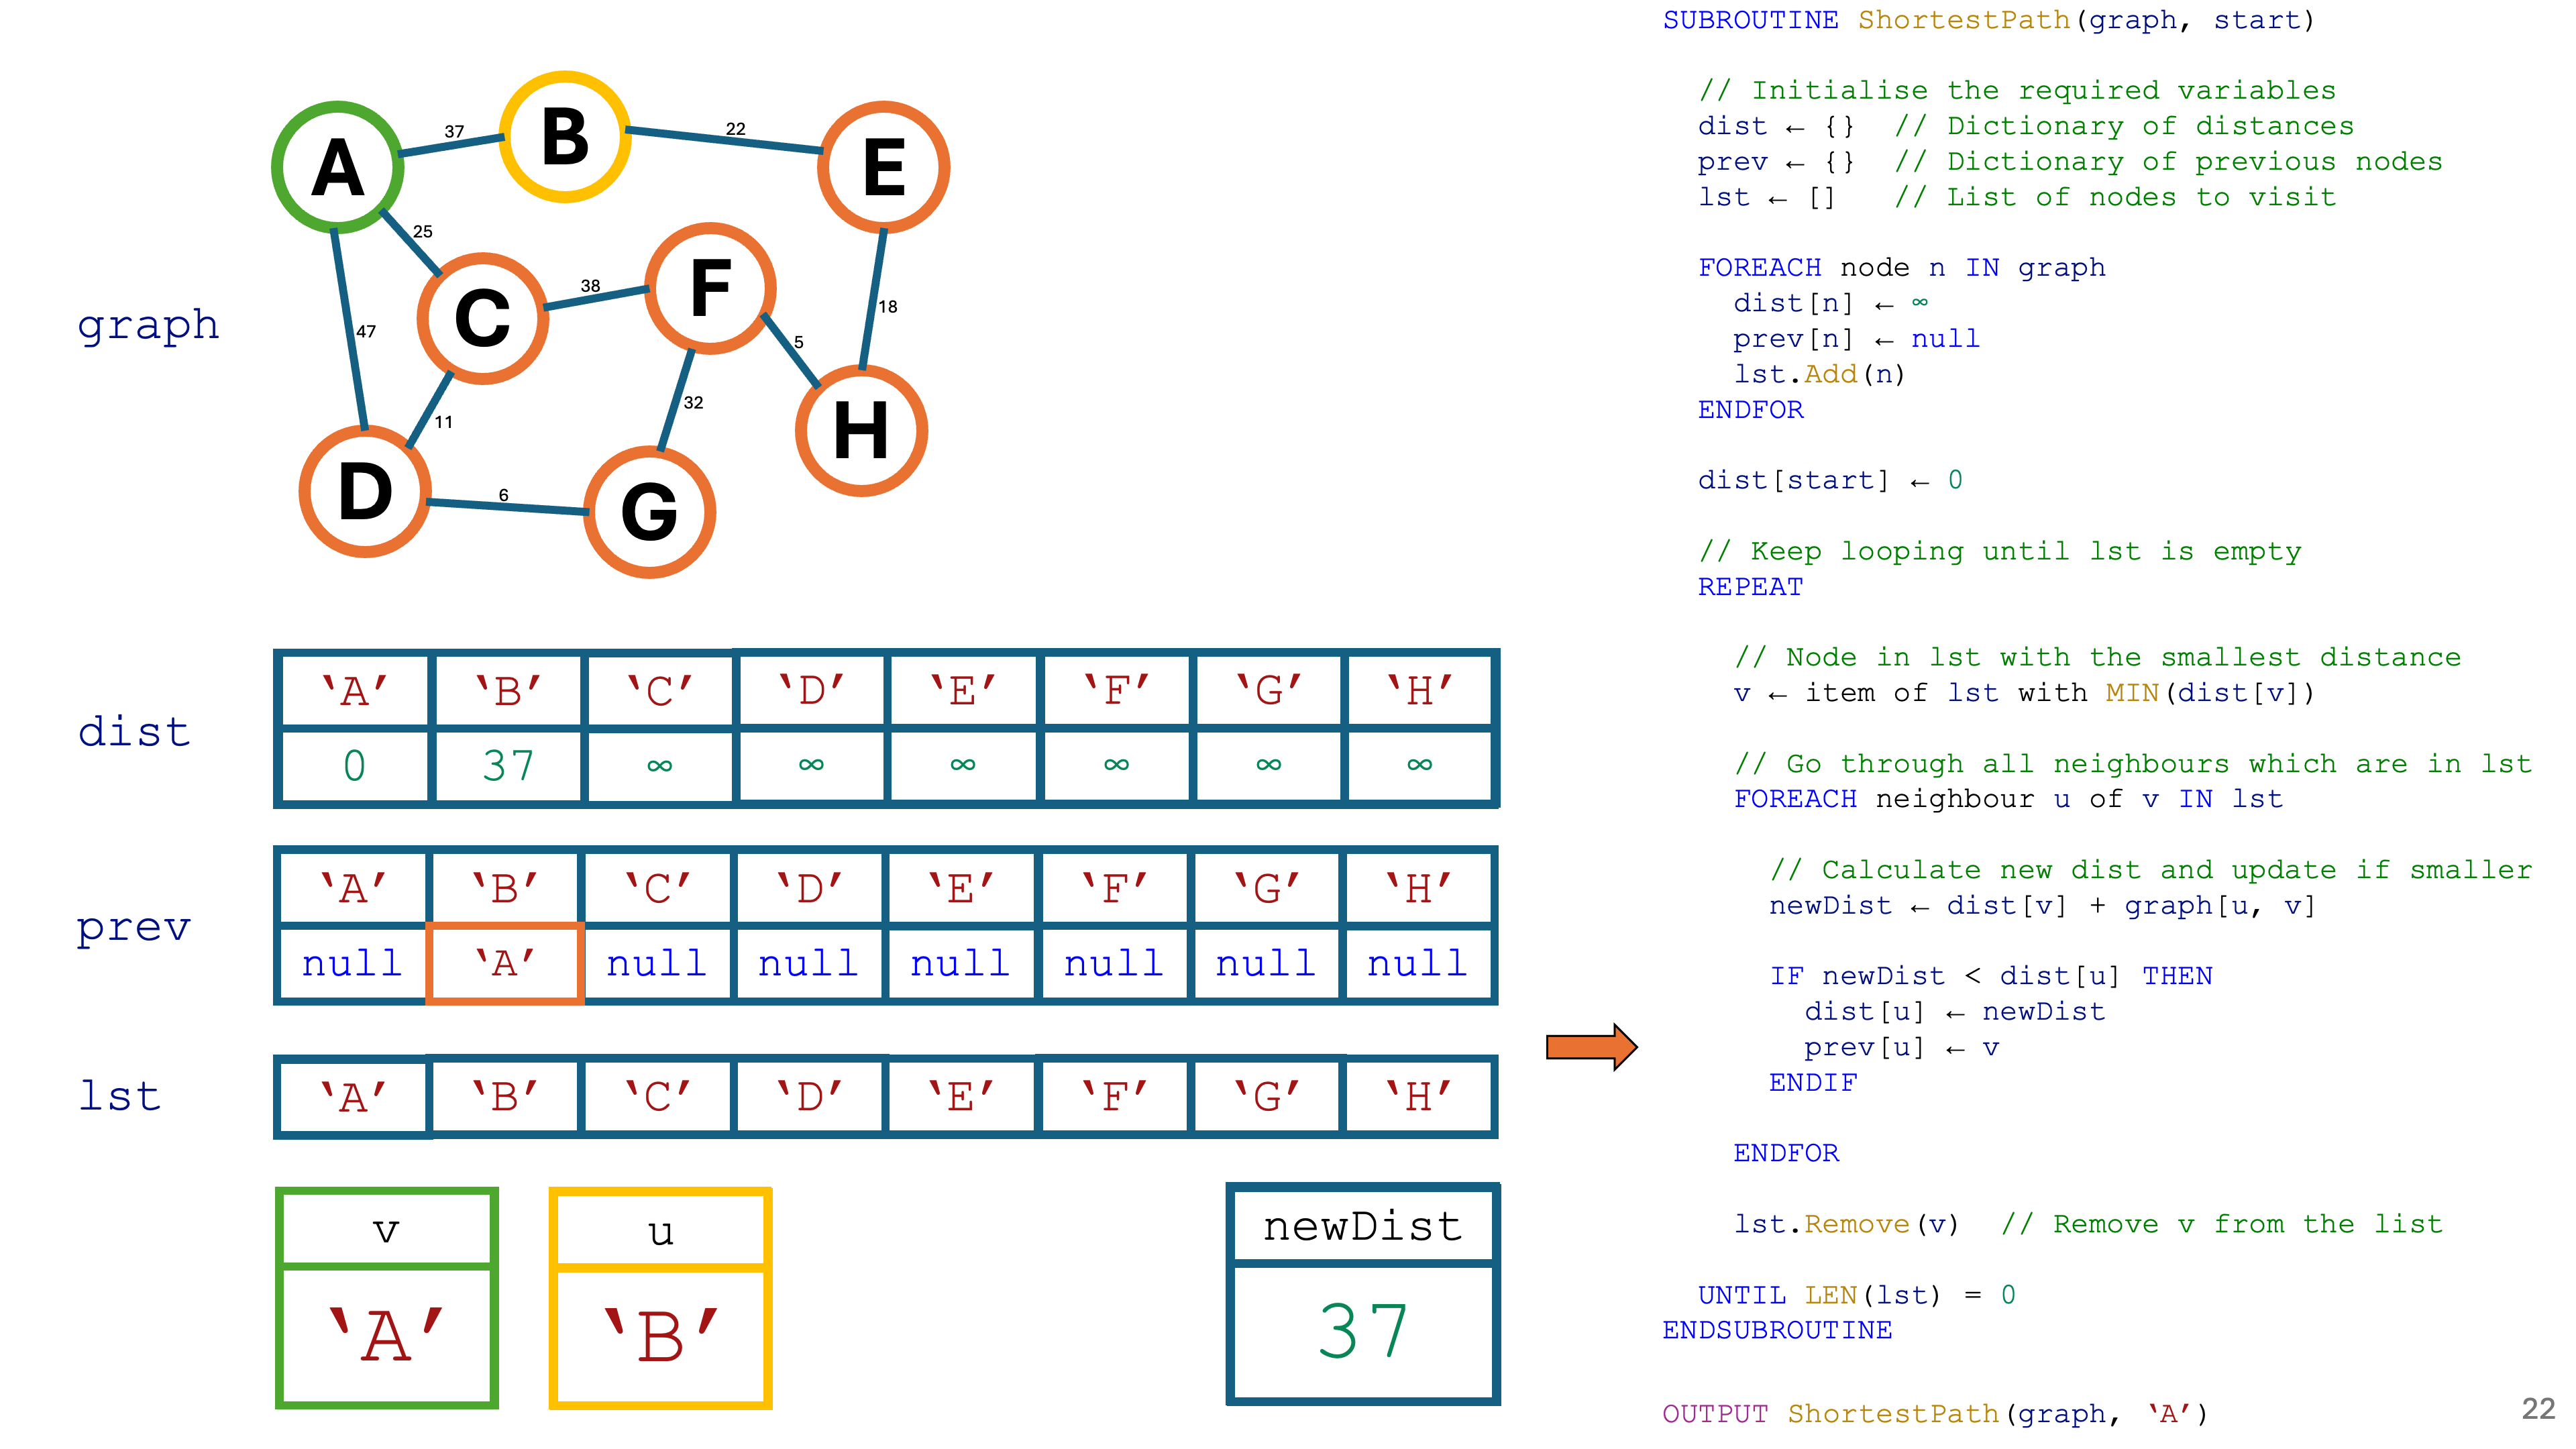 SUBROUTINE ShortestPath(graph, start)
// Initialise the required variables
dist ← {} // Dictionary of distances
prev ← {} // Dictionary of previous nodes
lst ← [] // List of nodes to visit
FOREACH node n IN graph
dist[n] ← ∞
prev[n] ← null
lst.Add(n)
ENDFOR
dist[start] ← 0
// Keep looping until lst is empty
REPEAT
// Node in lst with the smallest distance
v ← item of lst with MIN(dist[v])
// Go through all neighbours which are in lst
FOREACH neighbour u of v IN lst
// Calculate new dist and update if smaller
newDist ← dist[v] + graph[u, v]
IF newDist < dist[u] THEN
dist[u] ← newDist
prev[u] ← v
ENDIF
ENDFOR
lst.Remove(v) // Remove v from the list
UNTIL LEN(lst) = 0
ENDSUBROUTINE
OUTPUT ShortestPath(graph, ‘A’)
graph
A
37
B
22
E
25
C
38
F
18
47
5
11
32
H
D
6
G
dist
‘A’ ‘B’ ‘C’ ‘D’ ‘E’ ‘F’ ‘G’ ‘H’
0 37 ∞ ∞ ∞ ∞ ∞ ∞
prev
‘A’ ‘B’ ‘C’ ‘D’ ‘E’ ‘F’ ‘G’ ‘H’
null ‘A’ null null null null null null
lst
‘A’ ‘B’ ‘C’ ‘D’ ‘E’ ‘F’ ‘G’ ‘H’
v
‘A’
u
‘B’
newDist
37
22